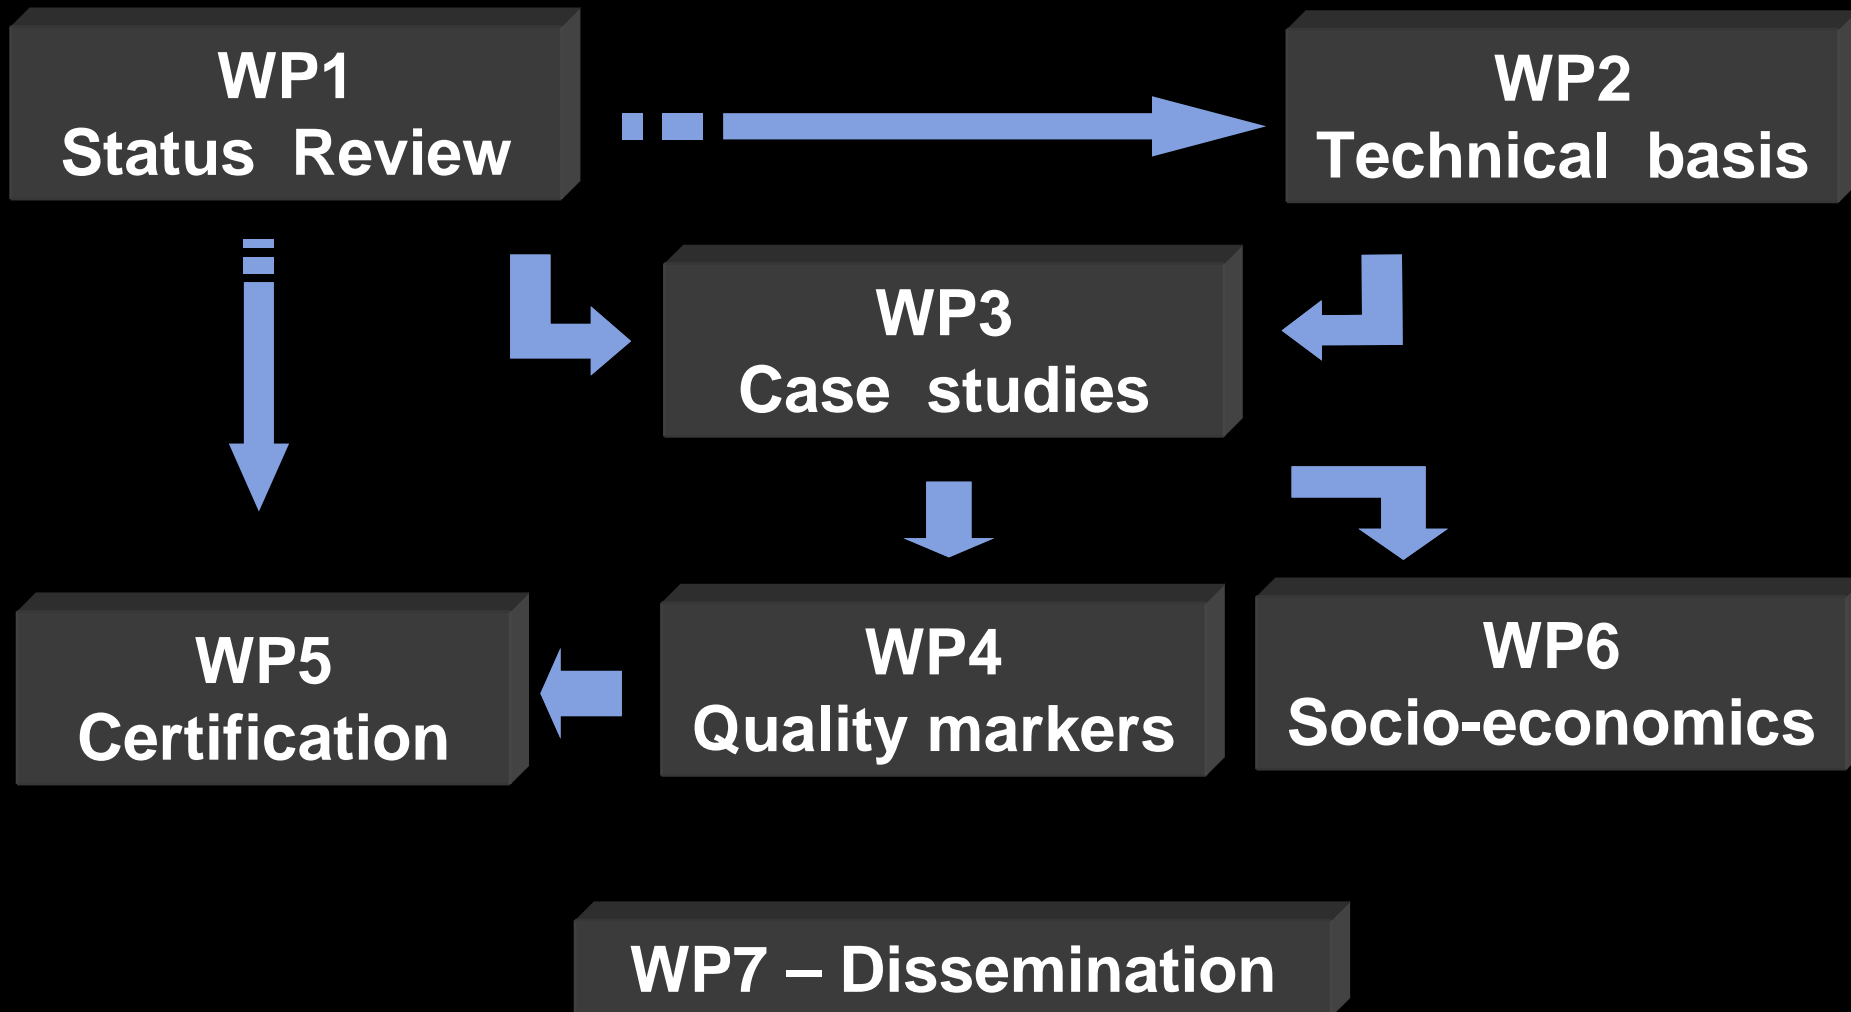 WP1
Status Review
WP2
Technical basis
WP3
Case studies
WP5
Certification
WP4
Quality markers
WP6
Socio-economics
WP7 – Dissemination